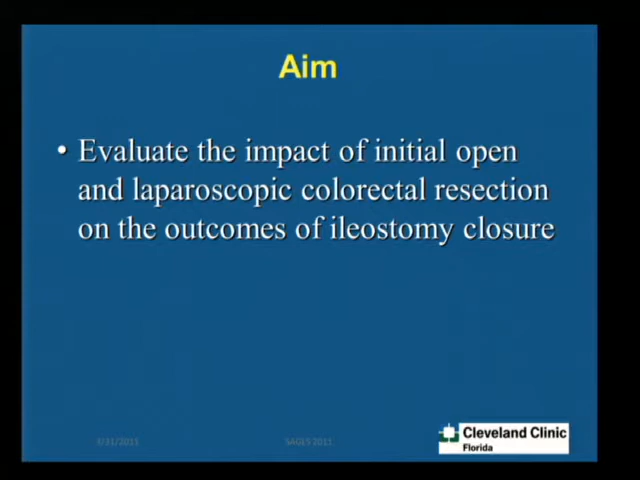 Aim
• Evaluate the impact of initial open
and laparoscopic colorectal resection
on the outcomes of ileostomy closure
SAGES 2011
Cleveland Clinic
Florida